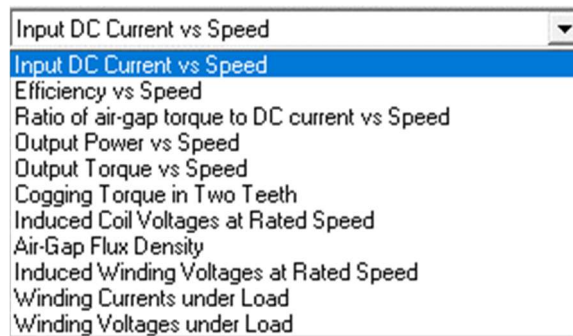 Input DC Current vs Speed
Input DC Current vs Speed
Efficiency vs Speed
Ratio of air-gap torque to DC current vs Speed
Output Power vs Speed
Output Torque vs Speed
Cogging Torque in Two Teeth
Induced Coil Voltages at Rated Speed
Air-Gap Flux Density
Induced Winding Voltages at Rated Speed
Winding Currents under Load
Winding Voltages under Load